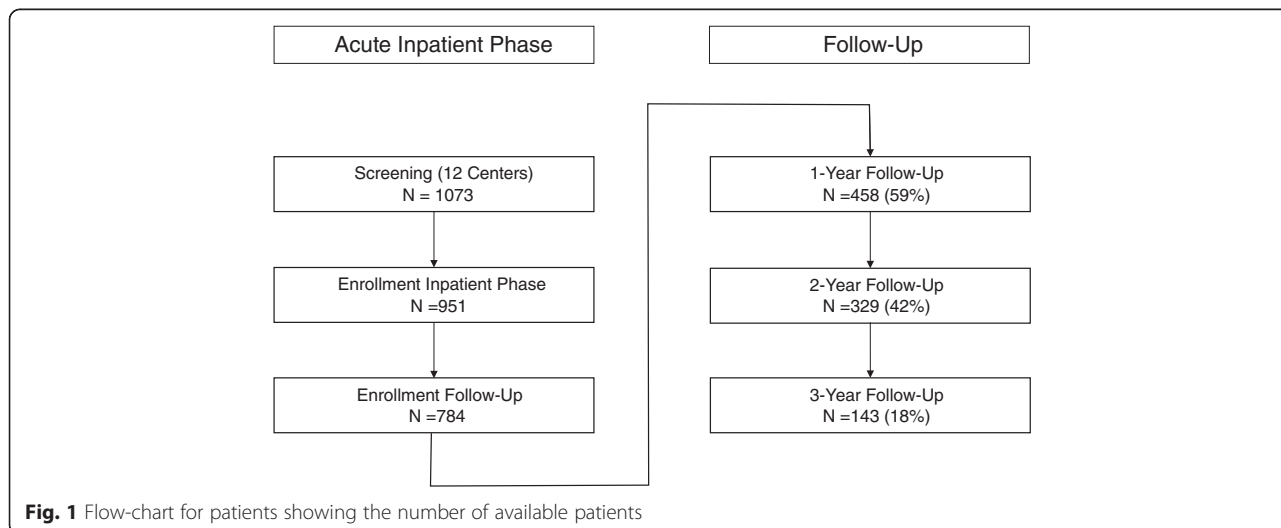 Acute Inpatient Phase
Follow-Up
Screening (12 Centers)
N = 1073
Enrollment Inpatient Phase
N =951
Enrollment Follow-Up
N =784
1-Year Follow-Up
N =458 (59%)
2-Year Follow-Up
N =329 (42%)
3-Year Follow-Up
N =143 (18%)
Fig. 1 Flow-chart for patients showing the number of available patients